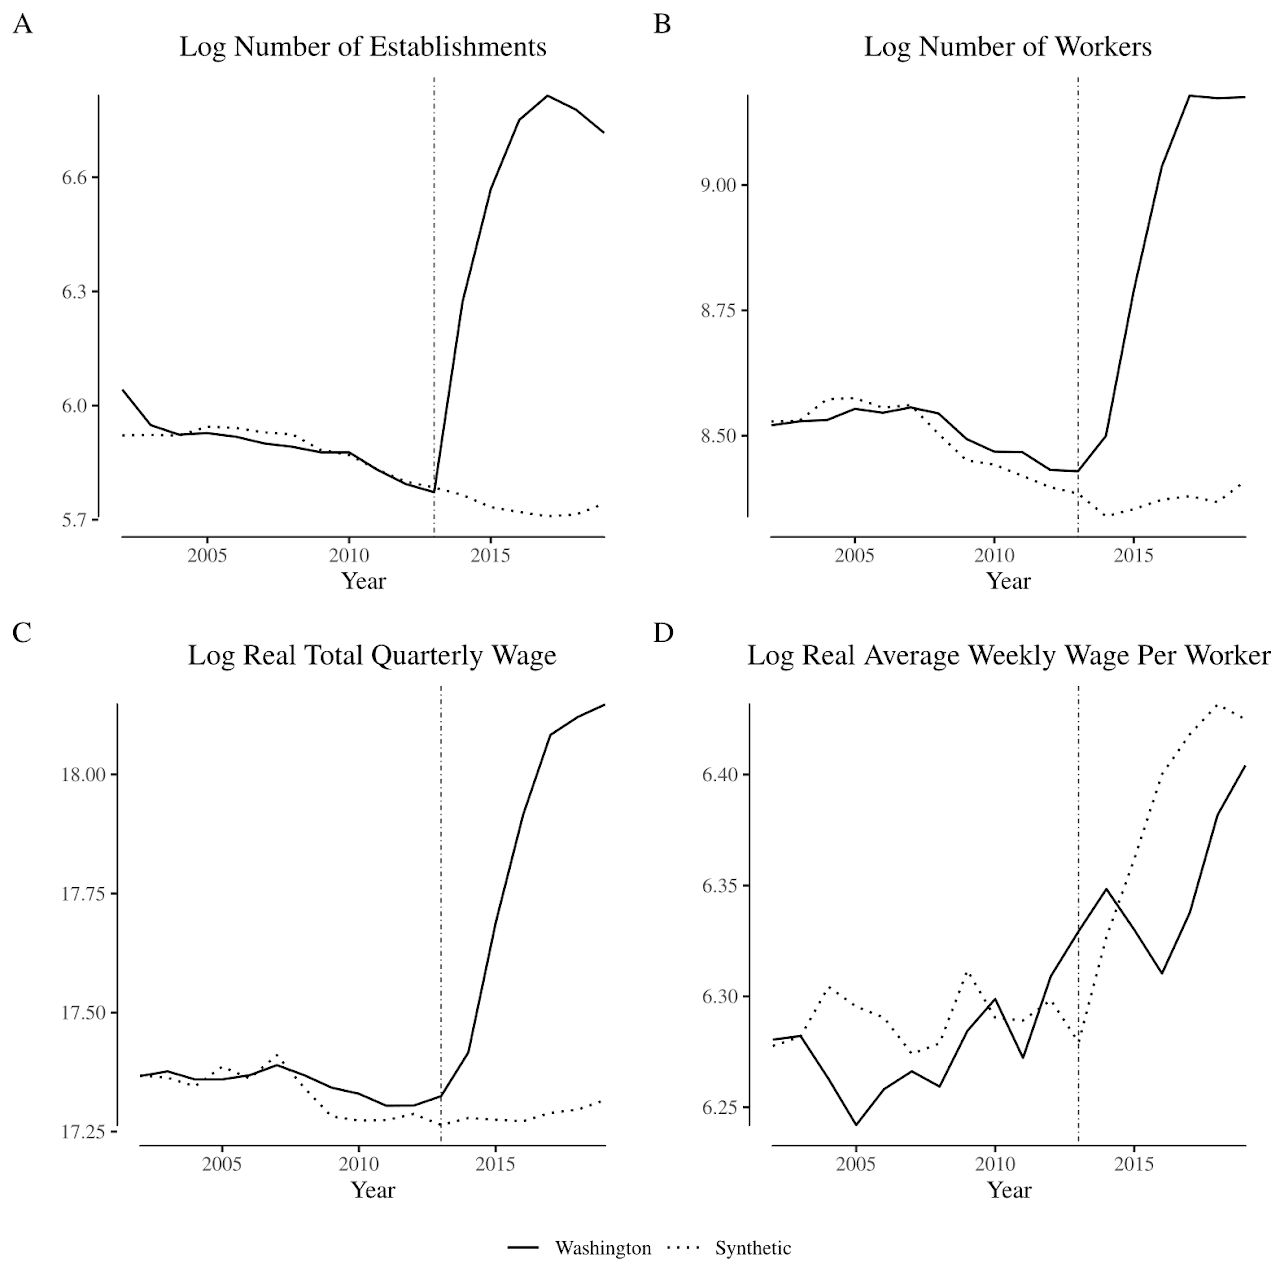 A
Log Number of Establishments
6.6
6.3
6.0
5.7
2005 2010 2015
Year
B
Log Number of Workers
9.00
8.75
8.50
2005 2010 2015
Year
C
Log Real Total Quarterly Wage
18.00
17.75
17.50
17.25
2005 2010 2015
Year
D
Log Real Average Weekly Wage Per Worker
6.40
6.35
6.30
6.25
2005 2010 2015
Year
Washington Synthetic